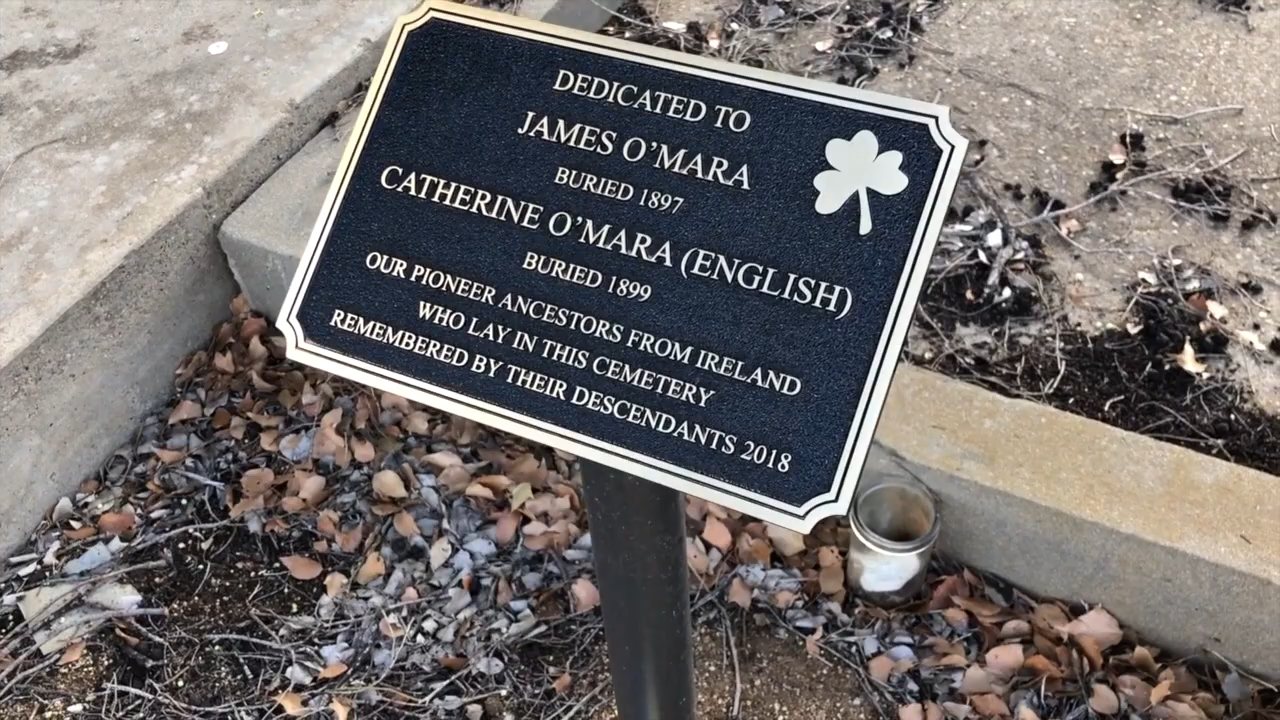 DEDICATED TO
JAMES O'MARA
BURIED 1897
CATHERINE O'MARA (ENGLISH)
BURIED 1899
OUR PIONEER ANCESTORS FROM IRELAND
WHO LAY IN THIS CEMETERY
REMEMBERED BY THEIR DESCENDANTS 2018